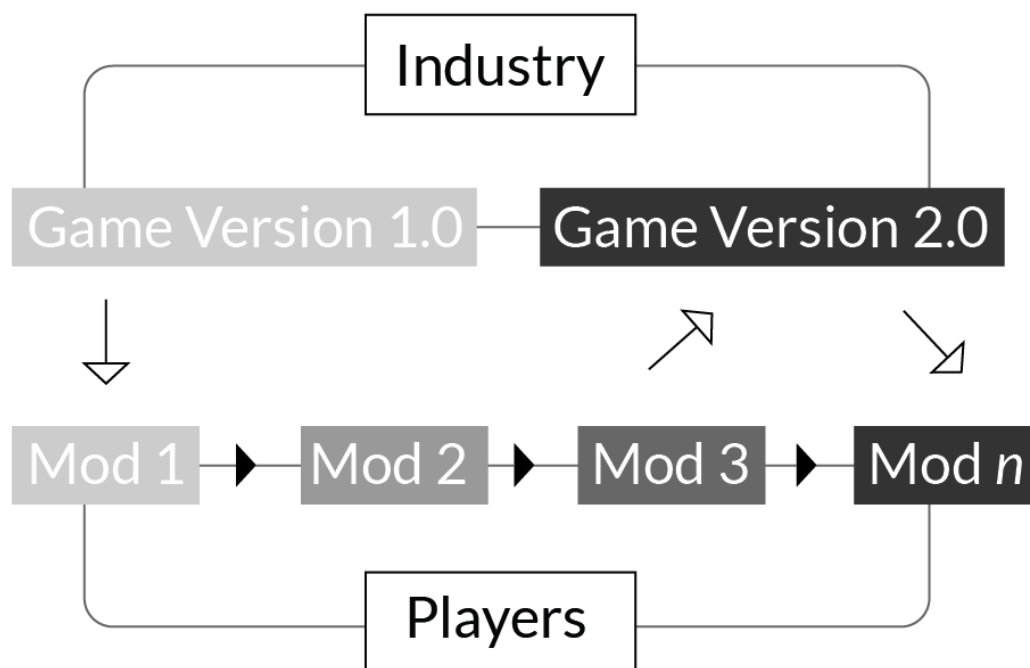 Industry
Game Version 1.0
Game Version 2.0
Mod 1
Mod 2
Mod 3
Mod n
Players